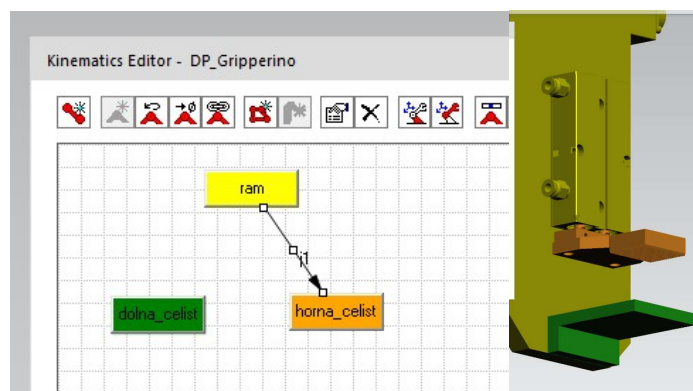 Kinematics Editor - DP_Gripperino
ram
j1
dolna_celist
horna_celist